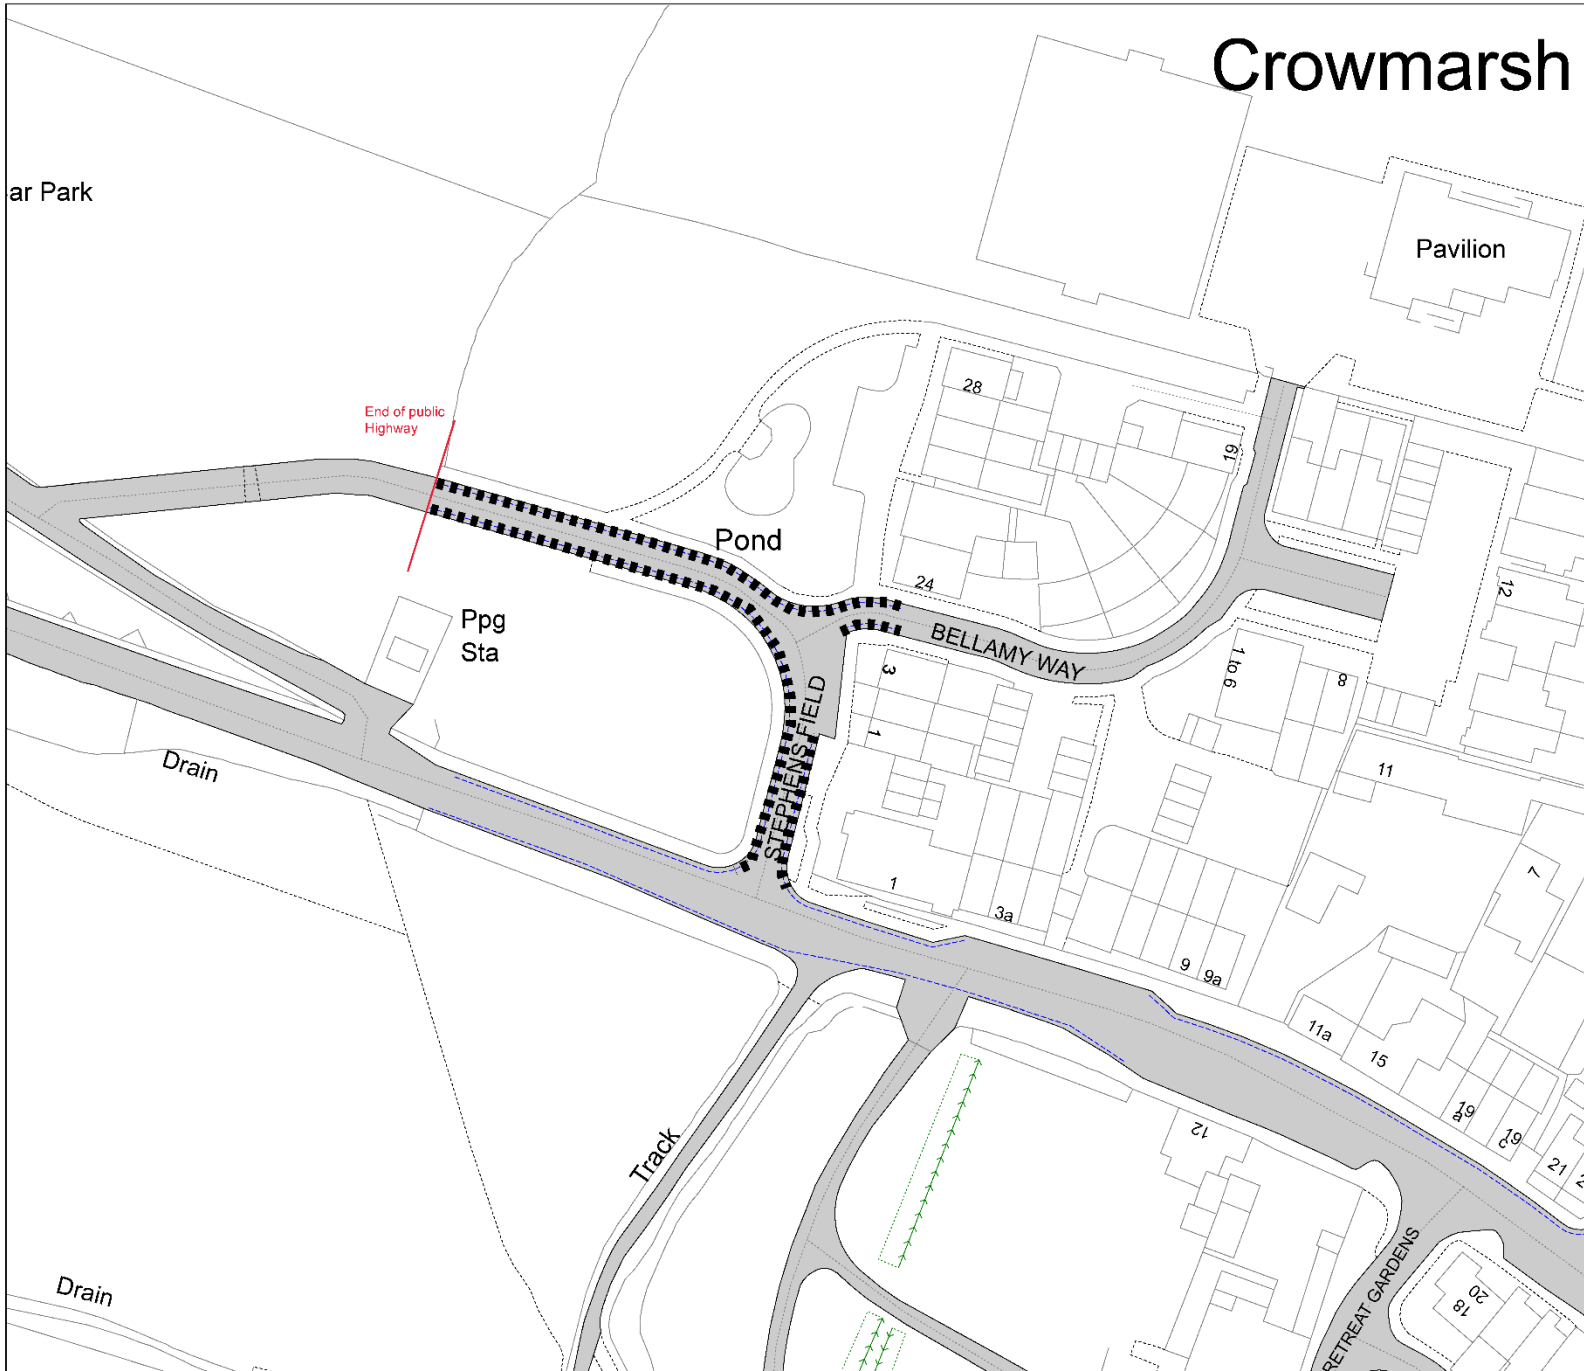 Crowmarsh
ar Park
Pavilion
28
19
End of public
Highway
Pond
24
12
BELLAMY WAY
Ppg
Sta
3
1 to 6
8
STEPHENS FIELD
1
Drain
11
7
1
3a
9
9a
11a
15
19
a
19
c
21
2
12
Track
RETREAT GARDENS
Drain
18
20